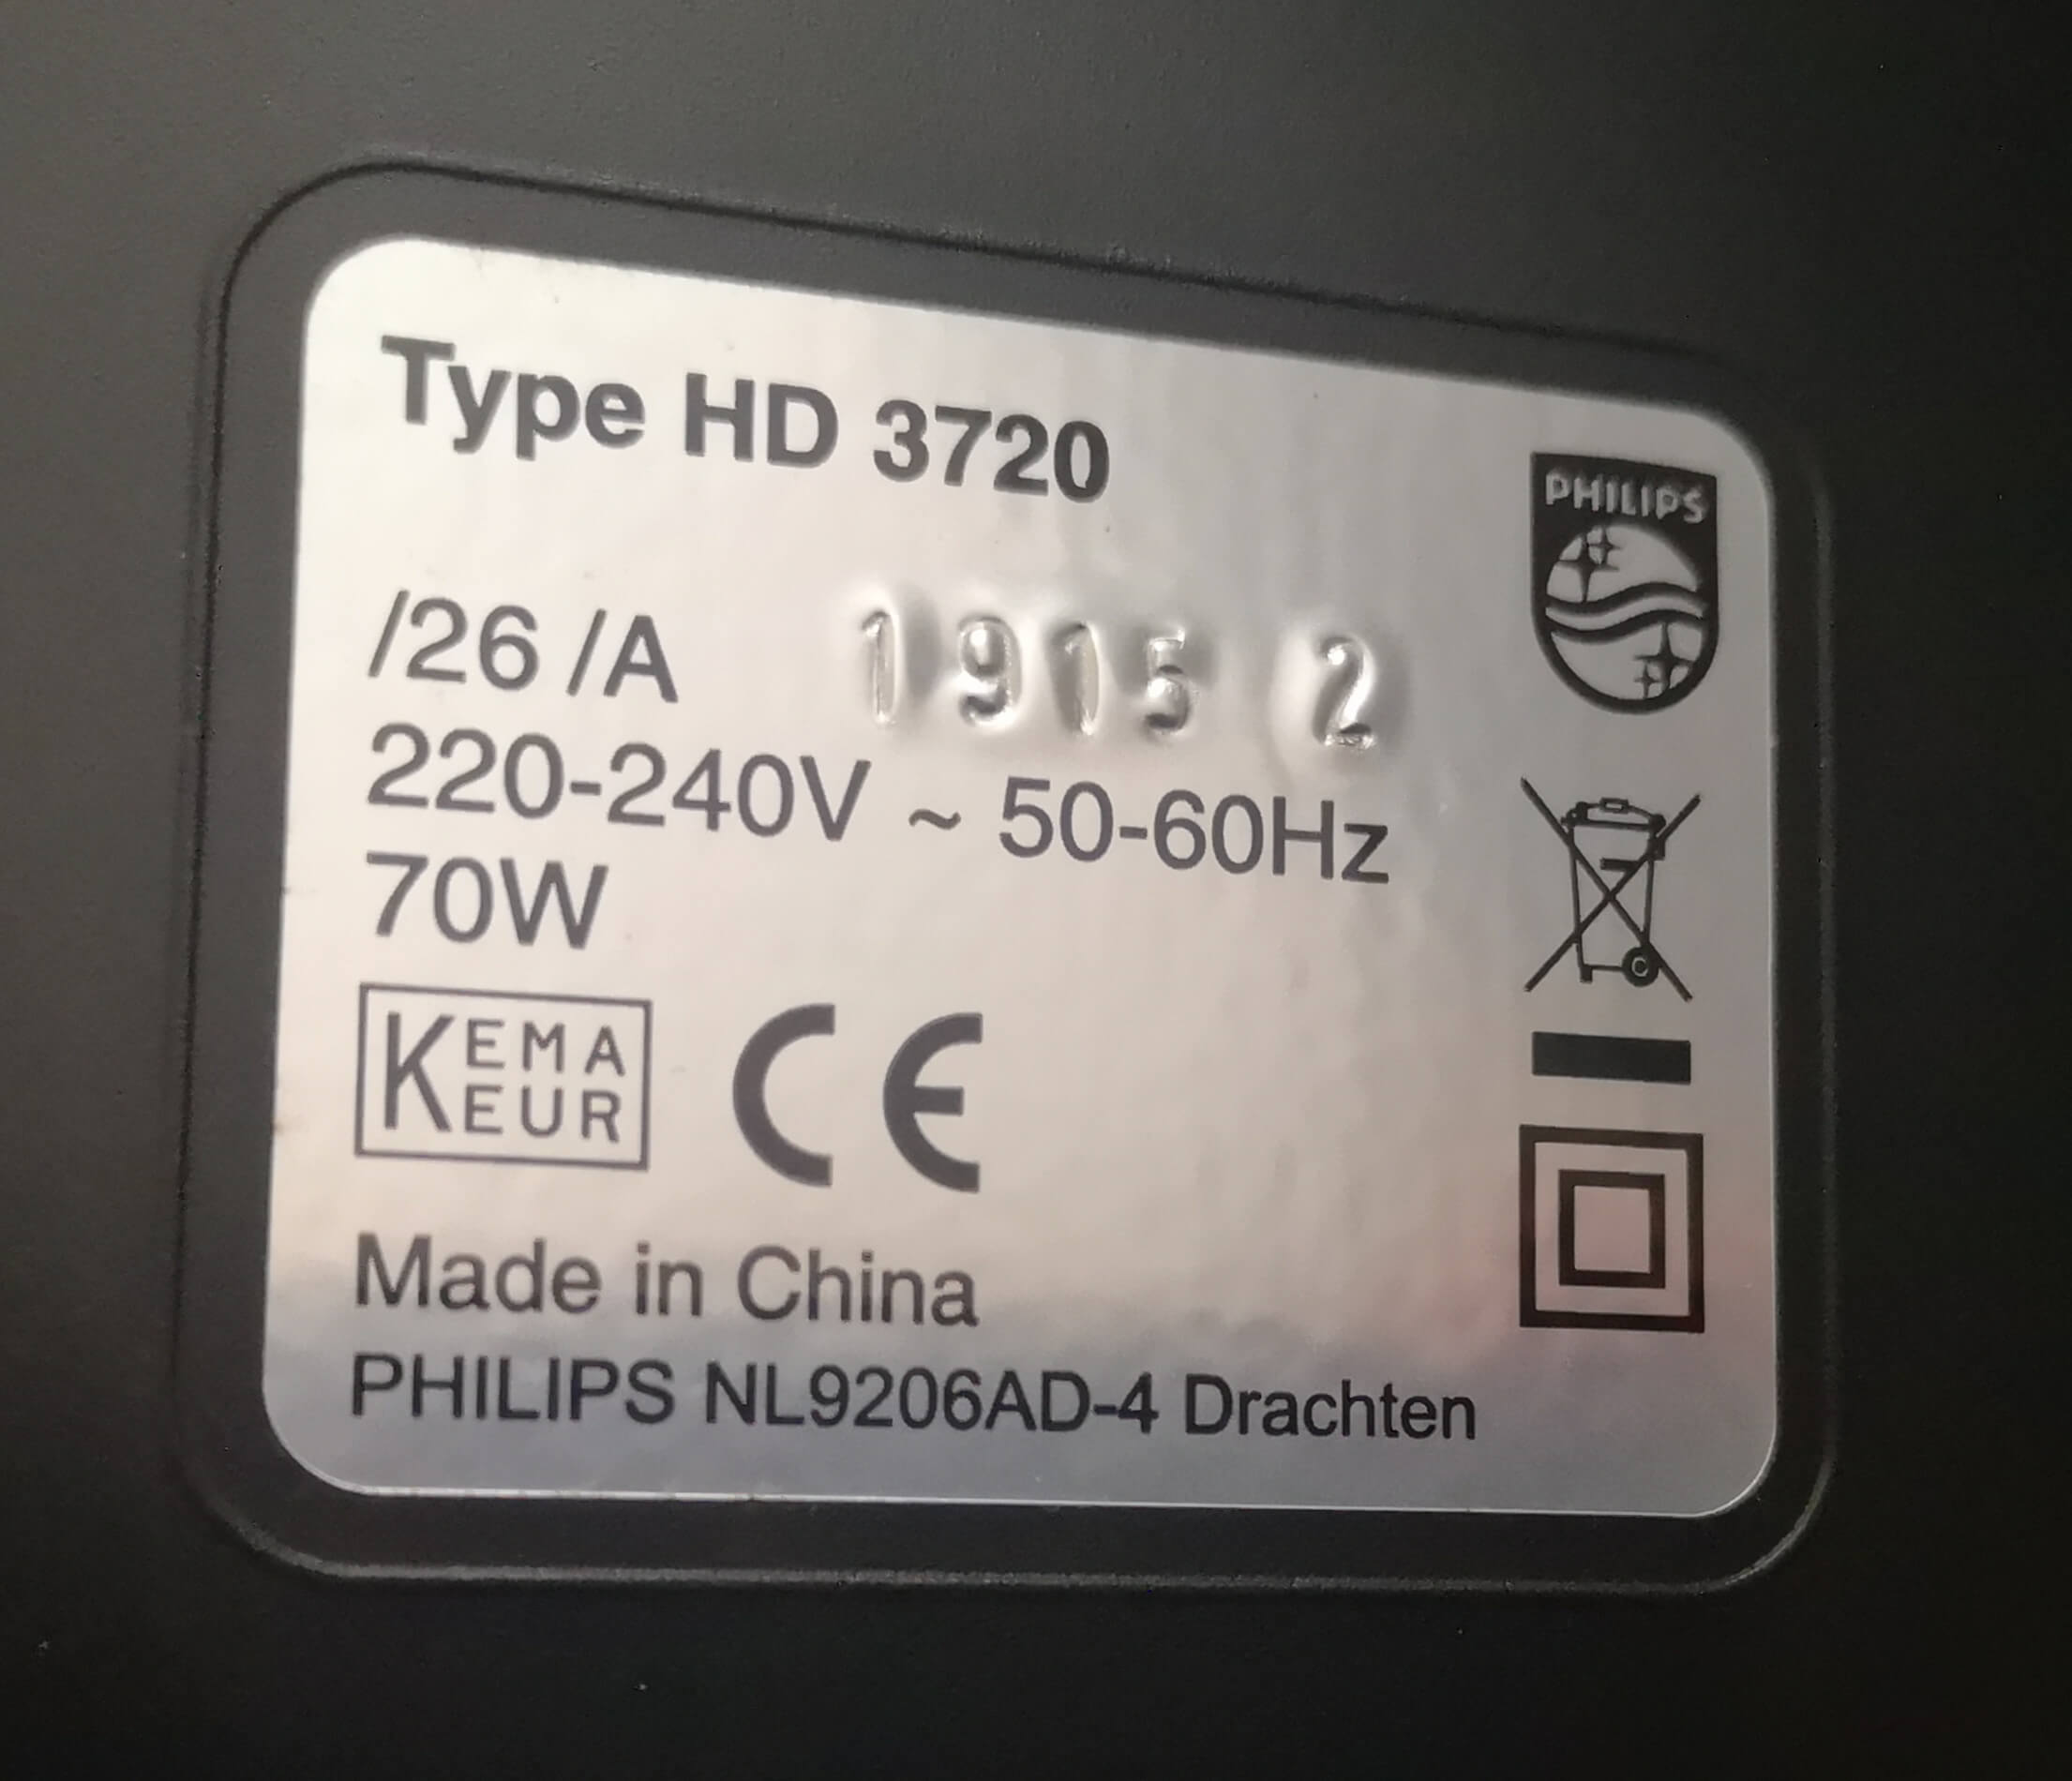 Type HD 3720
PHILIPS
/26 /A 1915 2
220-240V ~ 50-60Hz
70W
KEMA
KEUR
CE
Made in China
PHILIPS NL9206AD-4 Drachten